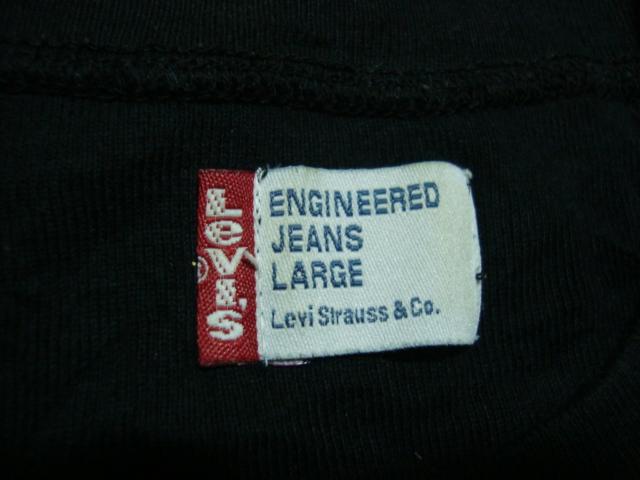 LeVI'S
®
ENGINEERED
JEANS
LARGE
Levi Strauss & Co.